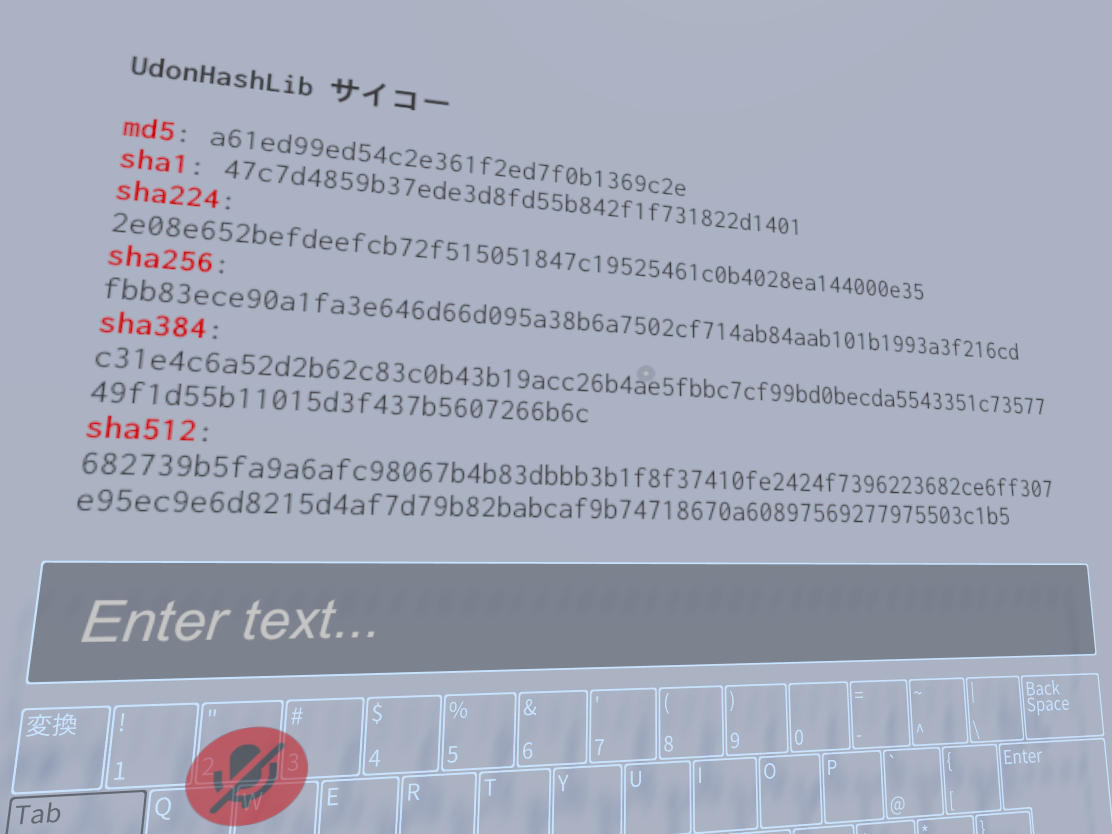 UdonHashLib サイコー
md5: a61ed99ed54c2e361f2ed7f0b1369c2e
sha1: 47c7d4859b37ede3d8fd55b842f1f731822d1401
sha224:
2e08e652befdeefcb72f515051847c19525461c0b4028ea144000e35
sha256:
fbb83ece90a1fa3e646d66d095a38b6a7502cf714ab84aab101b1993a3f216cd
sha384:
c31e4c6a52d2b62c83c0b43b19acc26b4ae5fbbc7cf99bd0becda5543351c73577
49f1d55b11015d3f437b5607266b6c
sha512:
682739b5fa9a6afc98067b4b83dbbb3b1f8f37410fe2424f7396223682ce6ff307
e95ec9e6d8215d4af7d79b82babcaf9b74718670a60897569277975503c1b5
Enter text...
変換 ! " # $ % & ' ( ) = ~ | Back
Space
1 2 3 4 5 6 7 8 9 0 - ^ \
Tab Q W E R T Y U I O P ` { Enter
@ [
* }